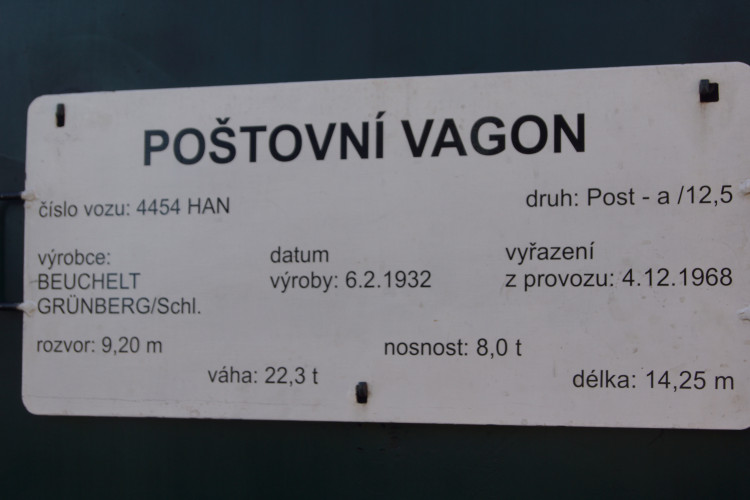 POŠTOVNÍ VAGON
číslo vozu: 4454 HAN
druh: Post - a /12,5
výrobce:
BEUCHELT
GRÜNBERG/Schl.
datum
výroby: 6.2.1932
vyřazení
z provozu: 4.12.1968
rozvor: 9,20 m
nosnost: 8,0 t
váha: 22,3 t
délka: 14,25 m